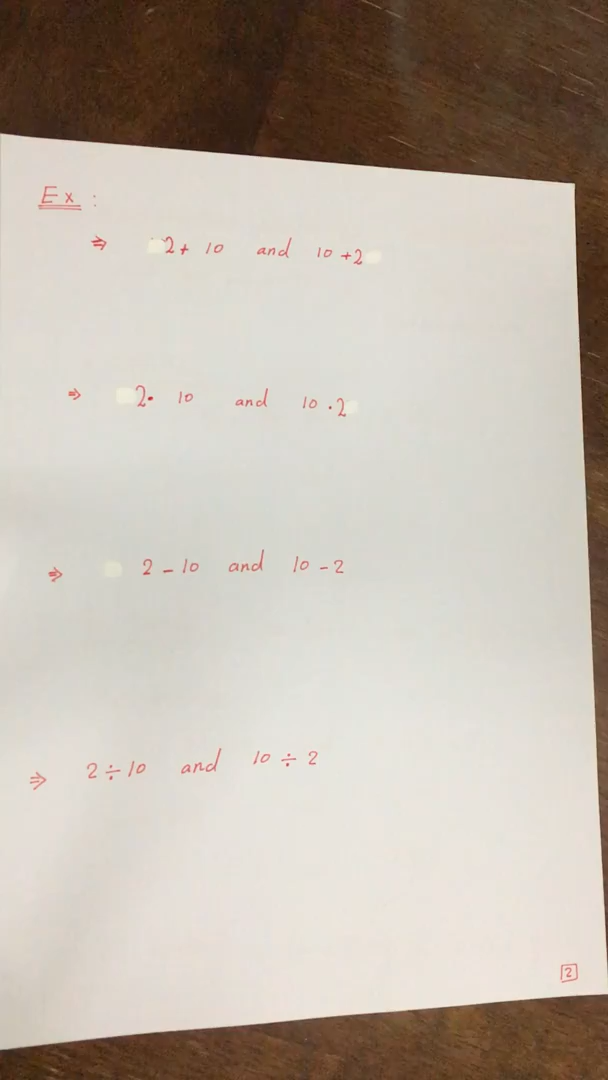 Ex :
⇒ 2 + 10 and 10 + 2
⇒ 2 • 10 and 10 • 2
⇒ 2 - 10 and 10 - 2
⇒ 2 ÷ 10 and 10 ÷ 2
2